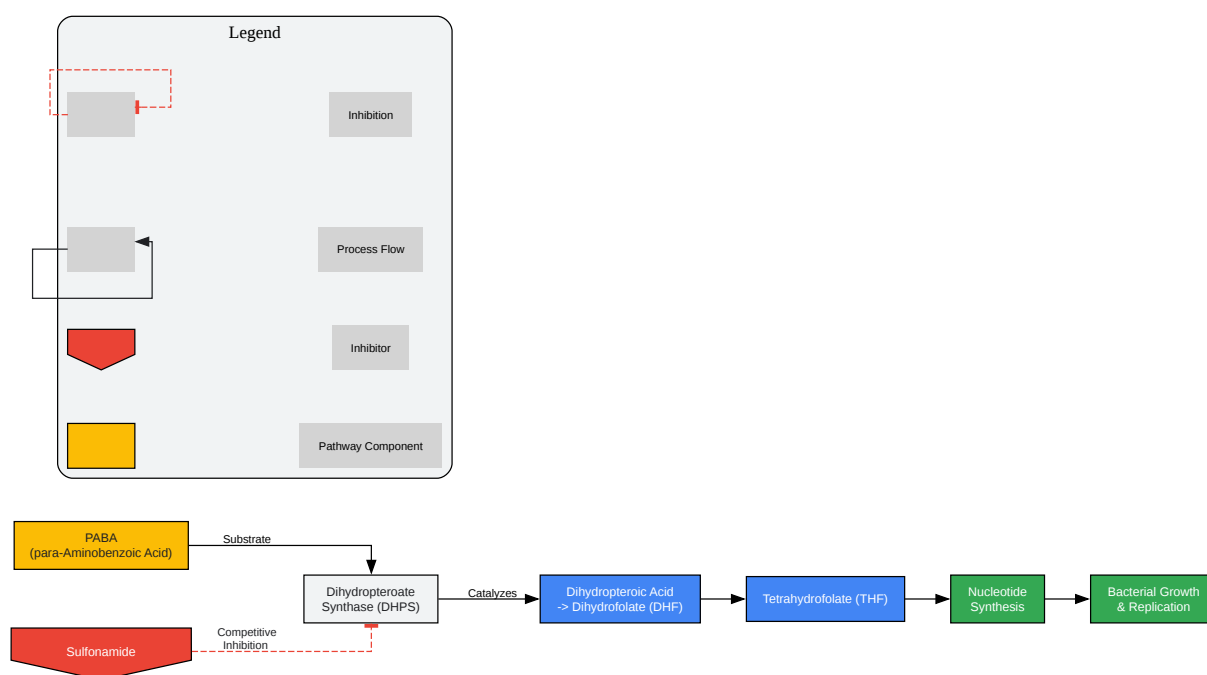 Legend
Inhibition
Process Flow
Inhibitor
Pathway Component
PABA
(para-Aminobenzoic Acid)
Substrate
Dihydropteroate
Synthase (DHPS)
Catalyzes
Dihydropteroic Acid
-> Dihydrofolate (DHF)
Tetrahydrofolate (THF)
Nucleotide
Synthesis
Bacterial Growth
& Replication
Competitive
Inhibition
Sulfonamide